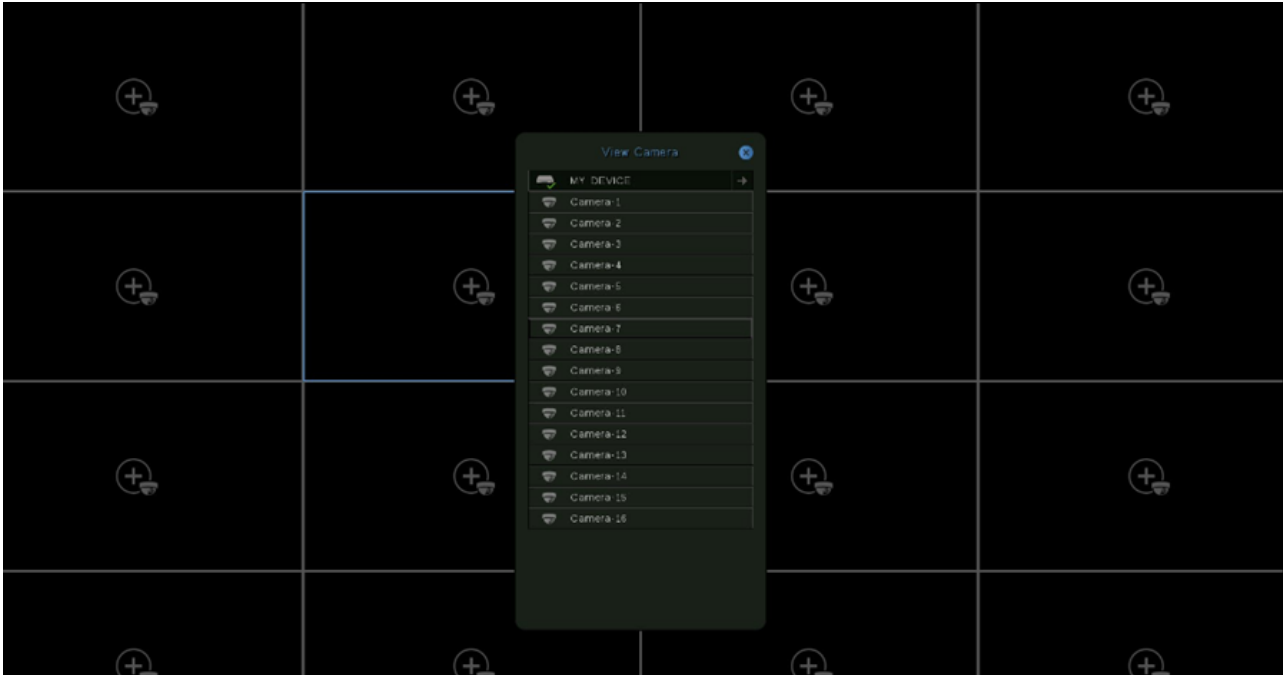 View Camera
MY DEVICE
Camera-1
Camera-2
Camera-3
Camera-4
Camera-5
Camera-6
Camera-7
Camera-8
Camera-9
Camera-10
Camera-11
Camera-12
Camera-13
Camera-14
Camera-15
Camera-16